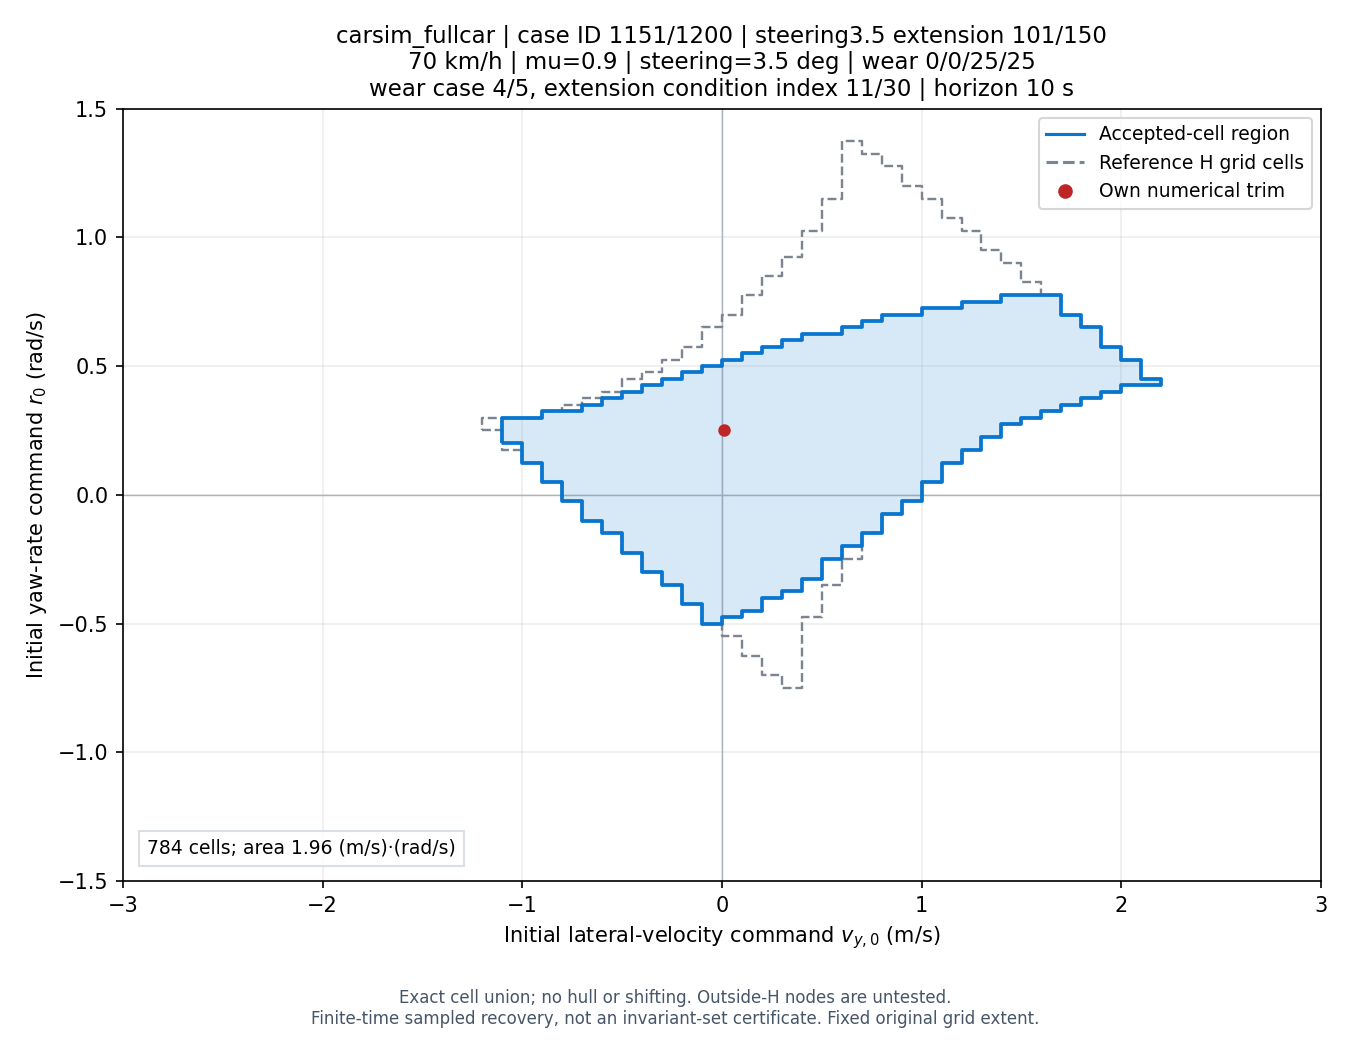 carsim_fullcar | case ID 1151/1200 | steering3.5 extension 101/150
70 km/h | mu=0.9 | steering=3.5 deg | wear 0/0/25/25
wear case 4/5, extension condition index 11/30 | horizon 10 s
Accepted-cell region
Reference H grid cells
Own numerical trim
1.5
1.0
0.5
0.0
−0.5
−1.0
−1.5
Initial yaw-rate command r₀ (rad/s)
784 cells; area 1.96 (m/s)·(rad/s)
−3
−2
−1
0
1
2
3
Initial lateral-velocity command v_{y,0} (m/s)
Exact cell union; no hull or shifting. Outside-H nodes are untested.
Finite-time sampled recovery, not an invariant-set certificate. Fixed original grid extent.